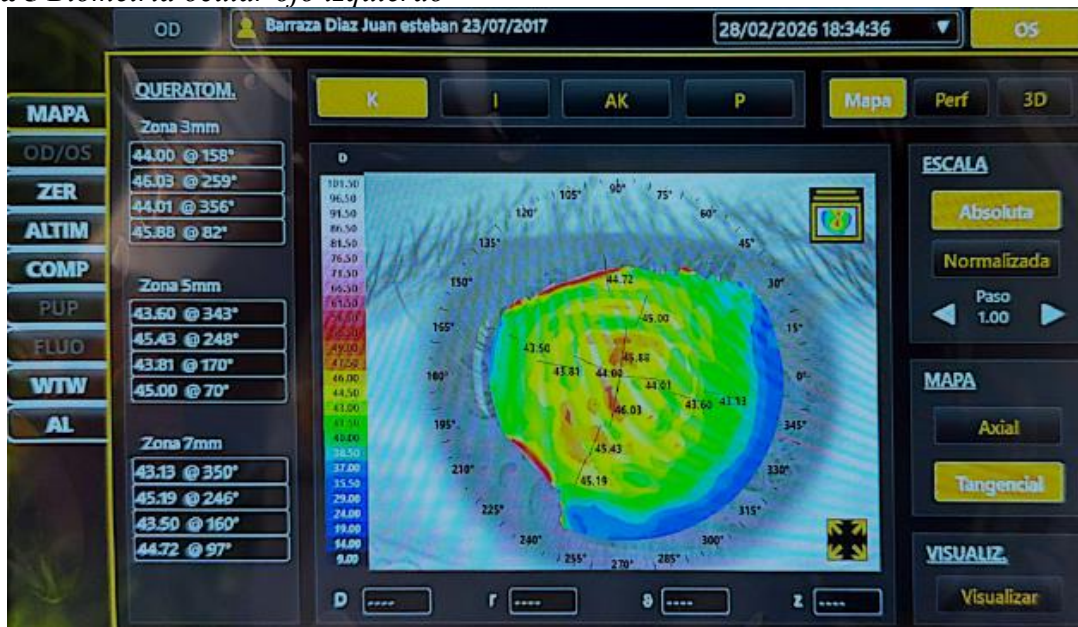 OD
Barraza Diaz Juan esteban 23/07/2017
28/02/2026 18:34:36
OS
MAPA
OD/OS
ZER
ALTIM
COMP
PUP
FLUO
WTW
AL
QUERATOM.
Zona 3mm
44.00 @ 158°
46.03 @ 259°
44.01 @ 356°
45.88 @ 82°
Zona 5mm
43.60 @ 343°
45.43 @ 248°
43.81 @ 170°
45.00 @ 70°
Zona 7mm
43.13 @ 350°
45.19 @ 246°
43.50 @ 160°
44.72 @ 97°
K
I
AK
P
Mapa
Perf
3D
D
101.50
96.50
91.50
86.50
81.50
76.50
71.50
66.50
61.50
49.00
47.50
46.00
44.50
43.00
41.50
40.00
38.50
37.00
35.50
29.00
24.00
19.00
14.00
9.00
105°
90°
75°
120°
60°
135°
45°
150°
30°
165°
15°
180°
0°
195°
345°
210°
330°
225°
315°
240°
300°
255°
270°
285°
44.72
45.00
43.50
45.88
43.81
44.00
44.01
43.60
43.13
46.03
45.43
45.19
D ----
r ----
θ ----
z ----
ESCALA
Absoluta
Normalizada
Paso
1.00
MAPA
Axial
Tangencial
VISUALIZ.
Visualizar